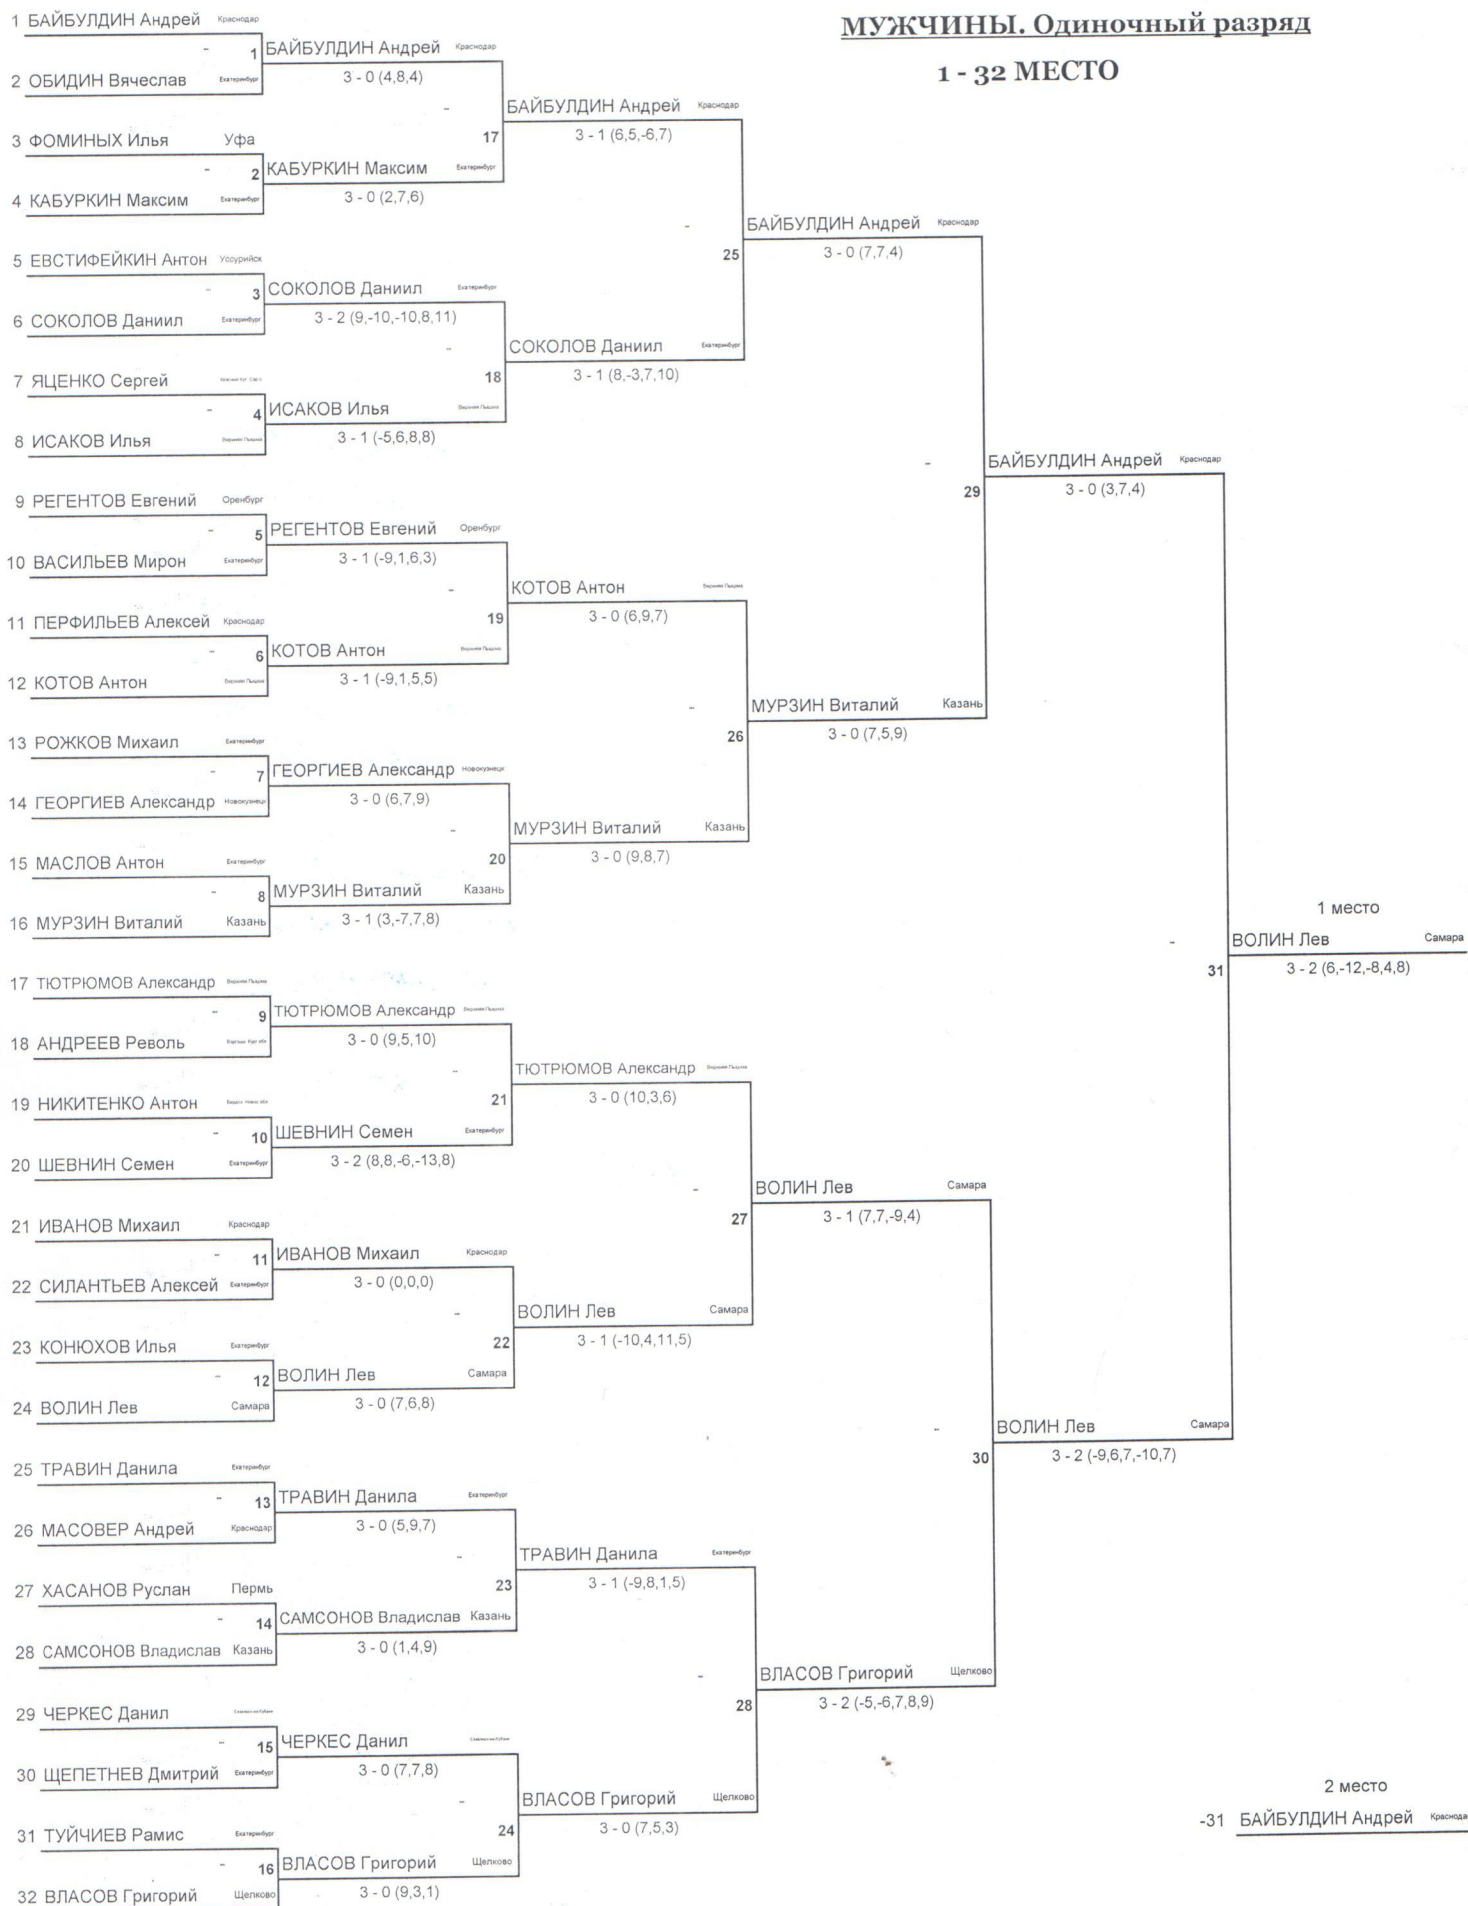 МУЖЧИНЫ. Одиночный разряд
1 - 32 МЕСТО
1 БАЙБУЛДИН Андрей Краснодар
- 1 БАЙБУЛДИН Андрей Краснодар
2 ОБИДИН Вячеслав Екатеринбург 3 - 0 (4,8,4)
- БАЙБУЛДИН Андрей Краснодар
3 ФОМИНЫХ Илья Уфа 17 3 - 1 (6,5,-6,7)
- 2 КАБУРКИН Максим Екатеринбург
4 КАБУРКИН Максим Екатеринбург 3 - 0 (2,7,6)
- БАЙБУЛДИН Андрей Краснодар
5 ЕВСТИФЕЙКИН Антон Уссурийск 25 3 - 0 (7,7,4)
- 3 СОКОЛОВ Даниил Екатеринбург
6 СОКОЛОВ Даниил Екатеринбург 3 - 2 (9,-10,-10,8,11)
- СОКОЛОВ Даниил Екатеринбург
7 ЯЦЕНКО Сергей 18 3 - 1 (8,-3,7,10)
- 4 ИСАКОВ Илья Верхняя Пышма
8 ИСАКОВ Илья Верхняя Пышма 3 - 1 (-5,6,8,8)
- БАЙБУЛДИН Андрей Краснодар
9 РЕГЕНТОВ Евгений Оренбург 29 3 - 0 (3,7,4)
- 5 РЕГЕНТОВ Евгений Оренбург
10 ВАСИЛЬЕВ Мирон Екатеринбург 3 - 1 (-9,1,6,3)
- КОТОВ Антон Верхняя Пышма
11 ПЕРФИЛЬЕВ Алексей Краснодар 19 3 - 0 (6,9,7)
- 6 КОТОВ Антон Верхняя Пышма
12 КОТОВ Антон Верхняя Пышма 3 - 1 (-9,1,5,5)
- МУРЗИН Виталий Казань
13 РОЖКОВ Михаил Екатеринбург 26 3 - 0 (7,5,9)
- 7 ГЕОРГИЕВ Александр Новокузнецк
14 ГЕОРГИЕВ Александр Новокузнецк 3 - 0 (6,7,9)
- МУРЗИН Виталий Казань
15 МАСЛОВ Антон Екатеринбург 20 3 - 0 (9,8,7)
- 8 МУРЗИН Виталий Казань
16 МУРЗИН Виталий Казань 3 - 1 (3,-7,7,8)
1 место
- ВОЛИН Лев Самара
17 ТЮТРЮМОВ Александр Верхняя Пышма 31 3 - 2 (6,-12,-8,4,8)
- 9 ТЮТРЮМОВ Александр Верхняя Пышма
18 АНДРЕЕВ Револь 3 - 0 (9,5,10)
- ТЮТРЮМОВ Александр Верхняя Пышма
19 НИКИТЕНКО Антон 21 3 - 0 (10,3,6)
- 10 ШЕВНИН Семен Екатеринбург
20 ШЕВНИН Семен Екатеринбург 3 - 2 (8,8,-6,-13,8)
- ВОЛИН Лев Самара
21 ИВАНОВ Михаил Краснодар 27 3 - 1 (7,7,-9,4)
- 11 ИВАНОВ Михаил Краснодар
22 СИЛАНТЬЕВ Алексей Екатеринбург 3 - 0 (0,0,0)
- ВОЛИН Лев Самара
23 КОНЮХОВ Илья Екатеринбург 22 3 - 1 (-10,4,11,5)
- 12 ВОЛИН Лев Самара
24 ВОЛИН Лев Самара 3 - 0 (7,6,8)
- ВОЛИН Лев Самара
25 ТРАВИН Данила Екатеринбург 30 3 - 2 (-9,6,7,-10,7)
- 13 ТРАВИН Данила Екатеринбург
26 МАСОВЕР Андрей Краснодар 3 - 0 (5,9,7)
- ТРАВИН Данила Екатеринбург
27 ХАСАНОВ Руслан Пермь 23 3 - 1 (-9,8,1,5)
- 14 САМСОНОВ Владислав Казань
28 САМСОНОВ Владислав Казань 3 - 0 (1,4,9)
- ВЛАСОВ Григорий Щелково
29 ЧЕРКЕС Данил 28 3 - 2 (-5,-6,7,8,9)
- 15 ЧЕРКЕС Данил
30 ЩЕПЕТНЕВ Дмитрий Екатеринбург 3 - 0 (7,7,8)
2 место
- ВЛАСОВ Григорий Щелково
-31 БАЙБУЛДИН Андрей
31 ТУЙЧИЕВ Рамис Екатеринбург 24 3 - 0 (7,5,3)
- 16 ВЛАСОВ Григорий Щелково
32 ВЛАСОВ Григорий Щелково 3 - 0 (9,3,1)